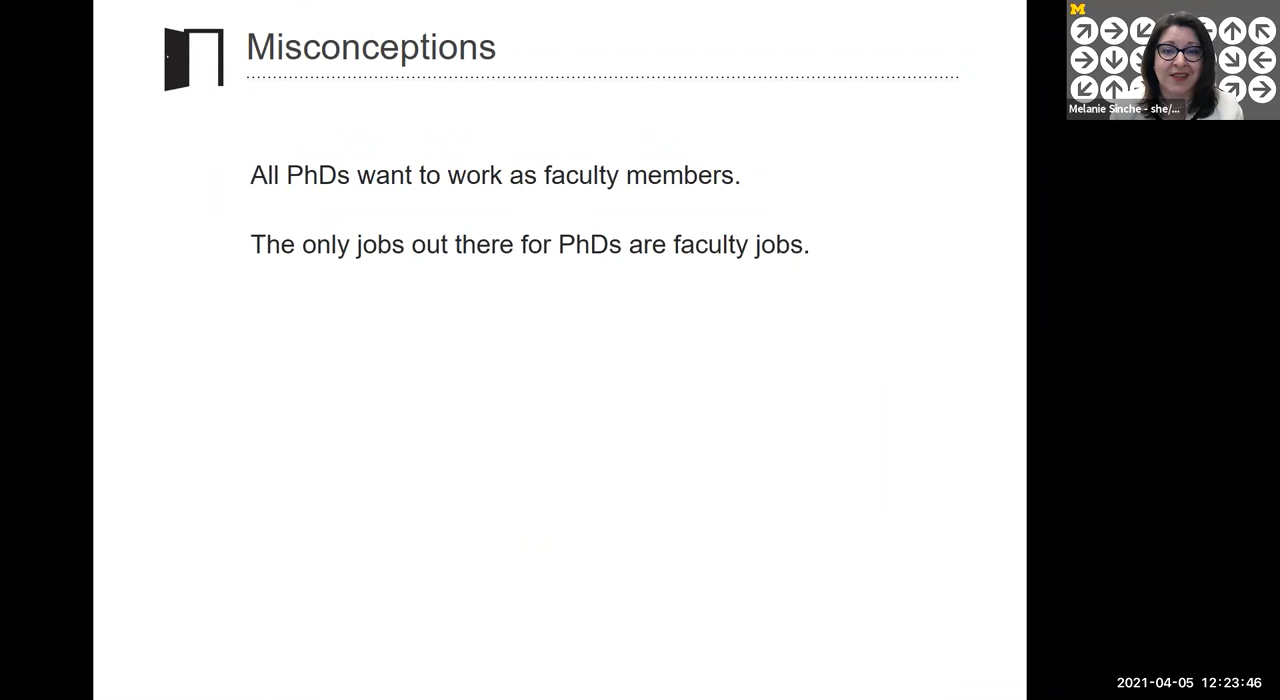 Misconceptions
All PhDs want to work as faculty members.
The only jobs out there for PhDs are faculty jobs.
M
Melanie Sinche - she/...
2021-04-05 12:23:46